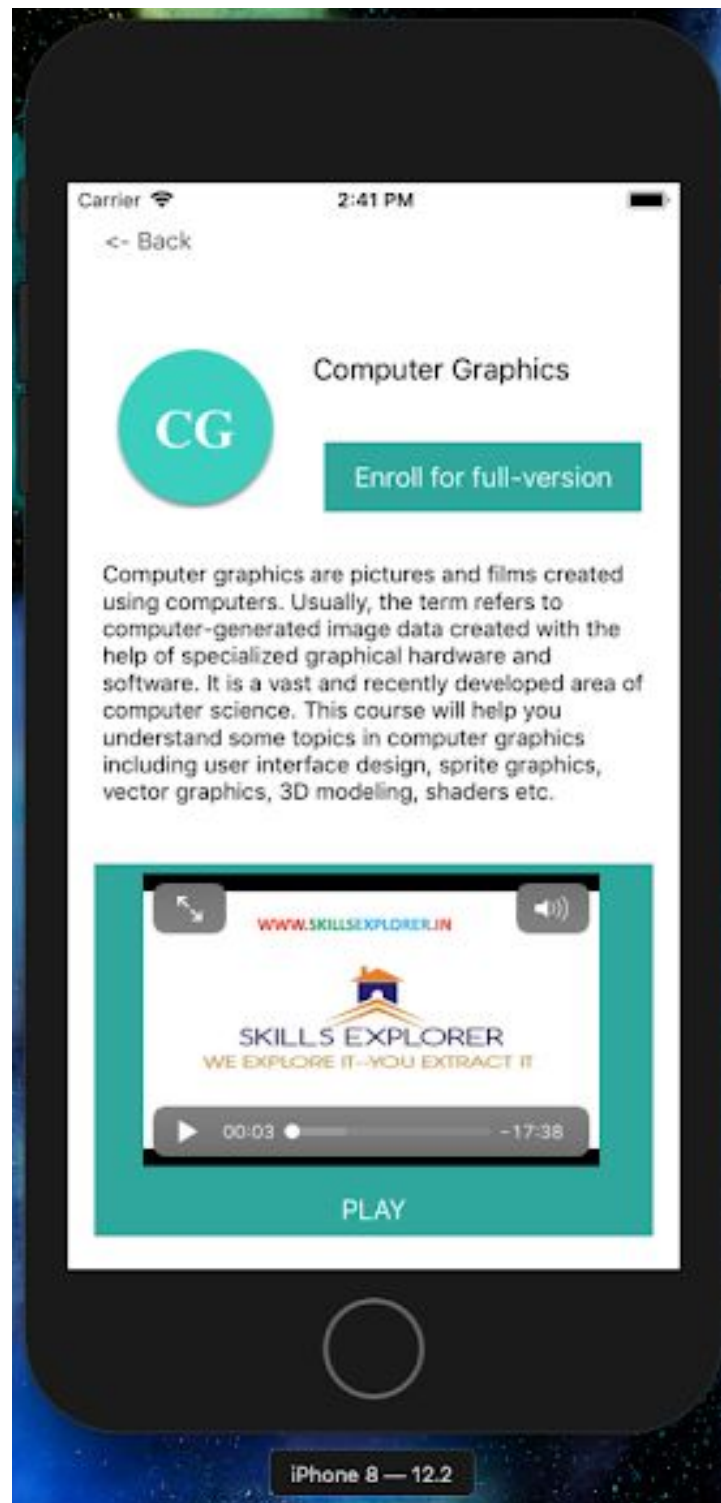 Carrier 2:41 PM
<- Back
Computer Graphics
CG
Enroll for full-version
Computer graphics are pictures and films created
using computers. Usually, the term refers to
computer-generated image data created with the
help of specialized graphical hardware and
software. It is a vast and recently developed area of
computer science. This course will help you
understand some topics in computer graphics
including user interface design, sprite graphics,
vector graphics, 3D modeling, shaders etc.
WWW.SKILLSEXPLORER.IN
SKILLS EXPLORER
WE EXPLORE IT--YOU EXTRACT IT
00:03 -17:38
PLAY
iPhone 8 — 12.2